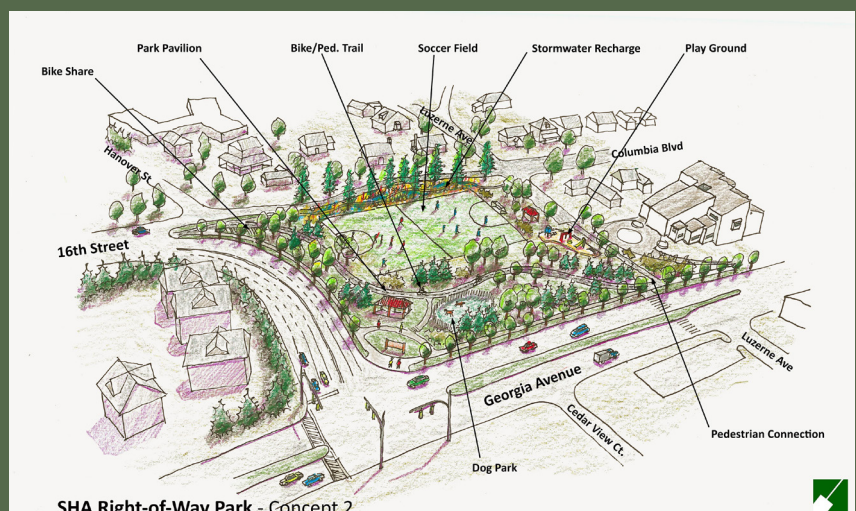 Park Pavilion
Bike/Ped. Trail
Soccer Field
Stormwater Recharge
Play Ground
Bike Share
Luzerne Ave
Hanover St.
Columbia Blvd
16th Street
Luzerne Ave
Georgia Avenue
Cedar View Ct.
Pedestrian Connection
Dog Park
SHA Right-of-Way Park - Concept 2